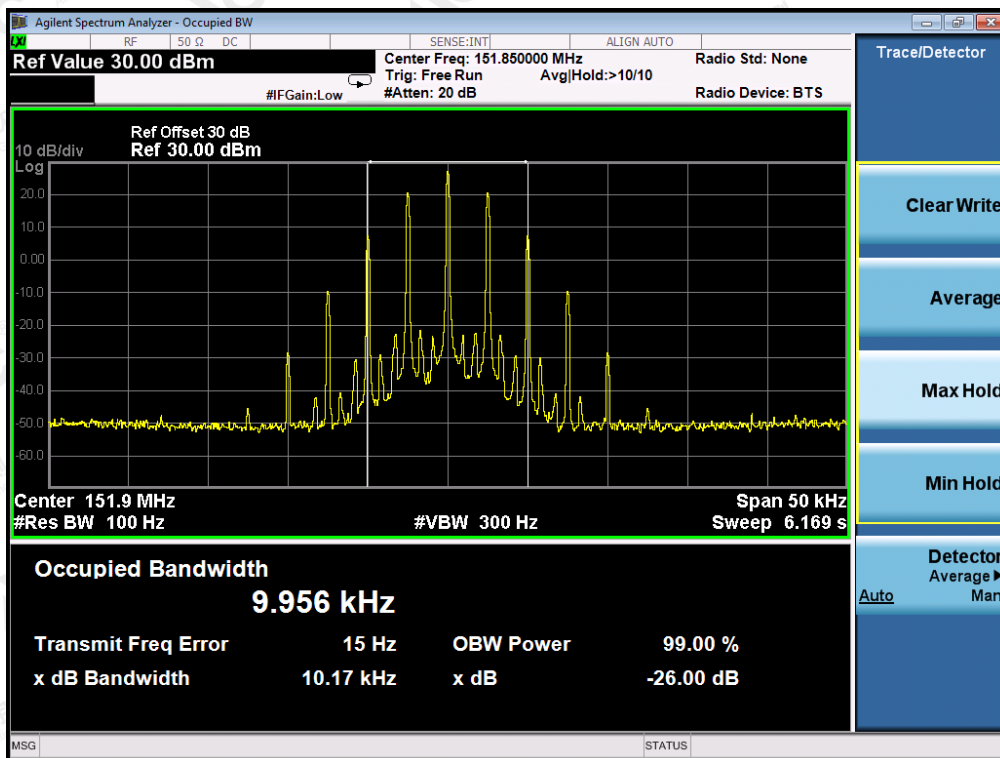 Agilent Spectrum Analyzer - Occupied BW
LXI RF 50 Ω DC SENSE:INT ALIGN AUTO
Ref Value 30.00 dBm
Center Freq: 151.850000 MHz Radio Std: None
Trig: Free Run Avg|Hold:>10/10
#IFGain:Low #Atten: 20 dB Radio Device: BTS
Ref Offset 30 dB
10 dB/div Ref 30.00 dBm
Log
20.0
10.0
0.00
-10.0
-20.0
-30.0
-40.0
-50.0
-60.0
Center 151.9 MHz Span 50 kHz
#Res BW 100 Hz #VBW 300 Hz Sweep 6.169 s
Occupied Bandwidth
9.956 kHz
Transmit Freq Error 15 Hz OBW Power 99.00 %
x dB Bandwidth 10.17 kHz x dB -26.00 dB
MSG STATUS
Trace/Detector
Clear Write
Average
Max Hold
Min Hold
Detector
Average
Auto Man